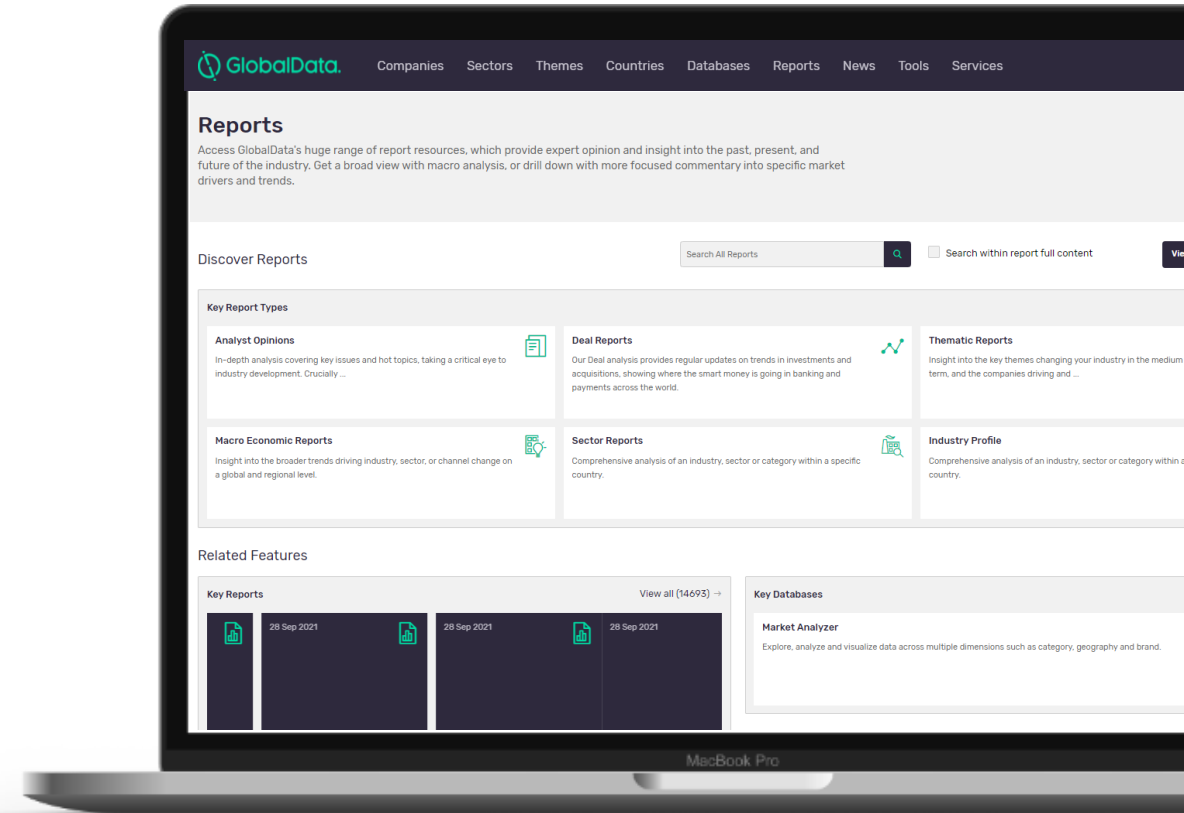 GlobalData.
Companies Sectors Themes Countries Databases Reports News Tools Services
Reports
Access GlobalData's huge range of report resources, which provide expert opinion and insight into the past, present, and
future of the industry. Get a broad view with macro analysis, or drill down with more focused commentary into specific market
drivers and trends.
Discover Reports
Search All Reports
Search within report full content
Key Report Types
Analyst Opinions
In-depth analysis covering key issues and hot topics, taking a critical eye to
industry development. Crucially ...
Deal Reports
Our Deal analysis provides regular updates on trends in investments and
acquisitions, showing where the smart money is going in banking and
payments across the world.
Thematic Reports
Insight into the key themes changing your industry in the medium
term, and the companies driving and ...
Macro Economic Reports
Insight into the broader trends driving industry, sector, or channel change on
a global and regional level.
Sector Reports
Comprehensive analysis of an industry, sector or category within a specific
country.
Industry Profile
Comprehensive analysis of an industry, sector or category within a
country.
Related Features
Key Reports
View all (14693) →
28 Sep 2021
28 Sep 2021
28 Sep 2021
Key Databases
Market Analyzer
Explore, analyze and visualize data across multiple dimensions such as category, geography and brand.
MacBook Pro